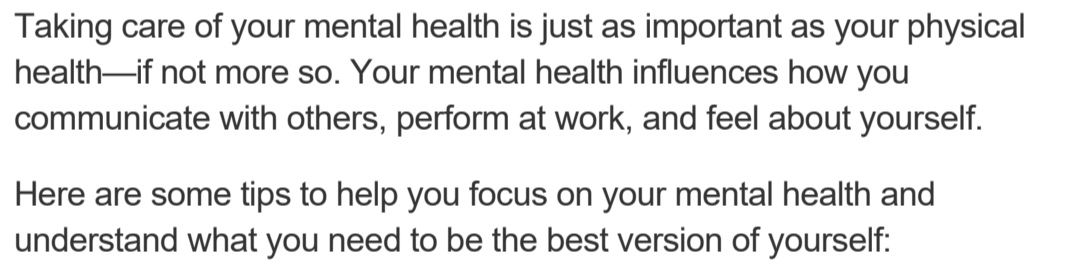 Taking care of your mental health is just as important as your physical
health—if not more so. Your mental health influences how you
communicate with others, perform at work, and feel about yourself.
Here are some tips to help you focus on your mental health and
understand what you need to be the best version of yourself: